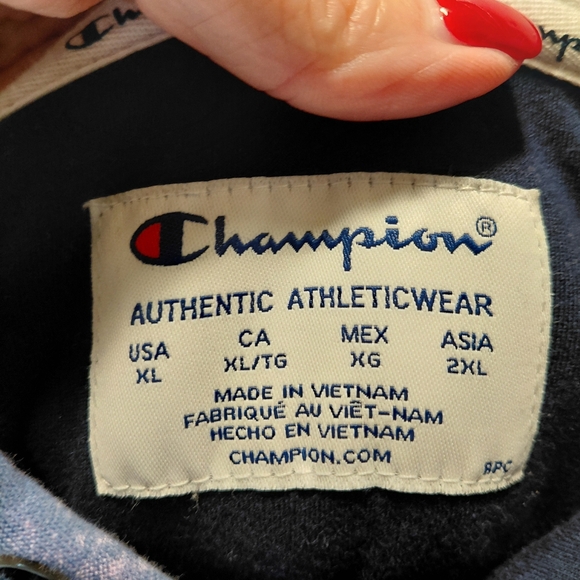 Champion®
AUTHENTIC ATHLETICWEAR
USA CA MEX ASIA
XL XL/TG XG 2XL
MADE IN VIETNAM
FABRIQUÉ AU VIÊT-NAM
HECHO EN VIETNAM
CHAMPION.COM